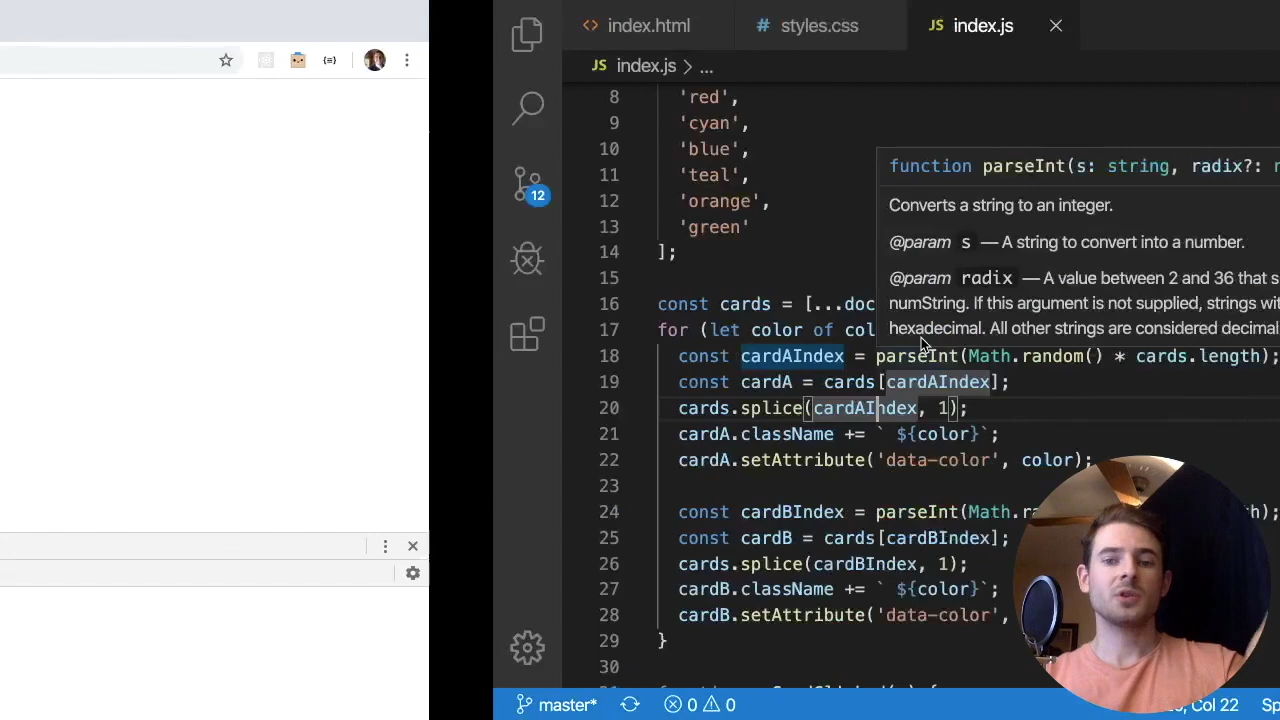 index.html
styles.css
JS index.js
JS index.js > ...
8 'red',
9 'cyan',
10 'blue',
11 'teal',
12 'orange',
13 'green'
14 ];
15
16 const cards = [...doc
17 for (let color of col
18 const cardAIndex = parseInt(Math.random() * cards.length);
19 const cardA = cards[cardAIndex];
20 cards.splice(cardAIndex, 1);
21 cardA.className += ` ${color}`;
22 cardA.setAttribute('data-color', color);
23
24 const cardBIndex = parseInt(Math.ra
25 const cardB = cards[cardBIndex];
26 cards.splice(cardBIndex, 1);
27 cardB.className += ` ${color}`;
28 cardB.setAttribute('data-color',
29 }
30
function parseInt(s: string, radix?:
Converts a string to an integer.
@param s — A string to convert into a number.
@param radix — A value between 2 and 36 that s
numString. If this argument is not supplied, strings wit
hexadecimal. All other strings are considered decimal
12
master* 0 0
Col 22